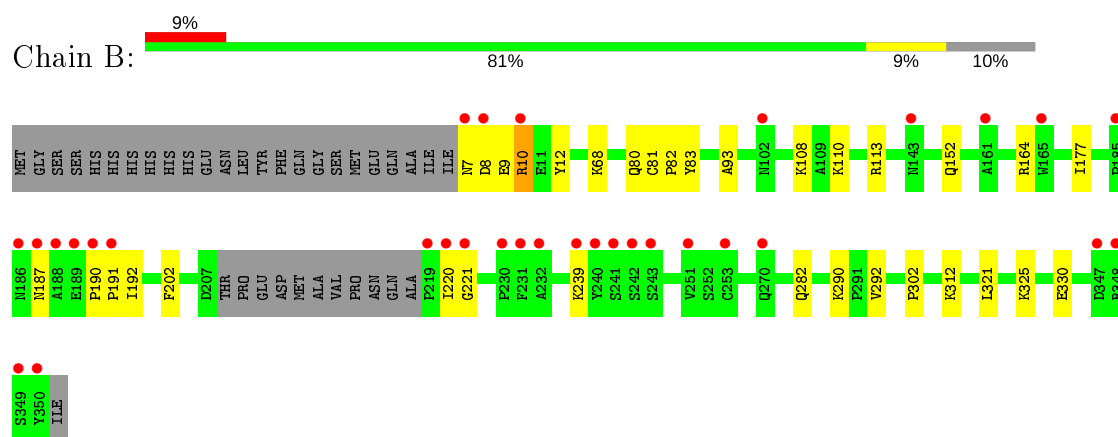 9%
Chain B:
81% 9% 10%
MET GLY SER SER HIS HIS HIS HIS HIS HIS GLU ASN LEU TYR PHE GLN GLY SER MET GLU GLN ALA ILE ILE N7 D8 E9 R10 E11 Y12 K68 Q80 C81 P82 Y83 A93 N102 K108 A109 K110 R113 N143 Q152 A161 R164 W165 I177
N186 N187 A188 E189 P190 P191 I192 F202 D207 THR PRO GLU ASP MET ALA VAL PRO ASN GLN ALA P219 I220 G221 P230 F231 A232 K239 Y240 S241 S242 S243 V251 S252 C253 Q270 Q282 K290 P291 V292 P302 K312 L321 K325 E330 D347
S349 Y350 ILE